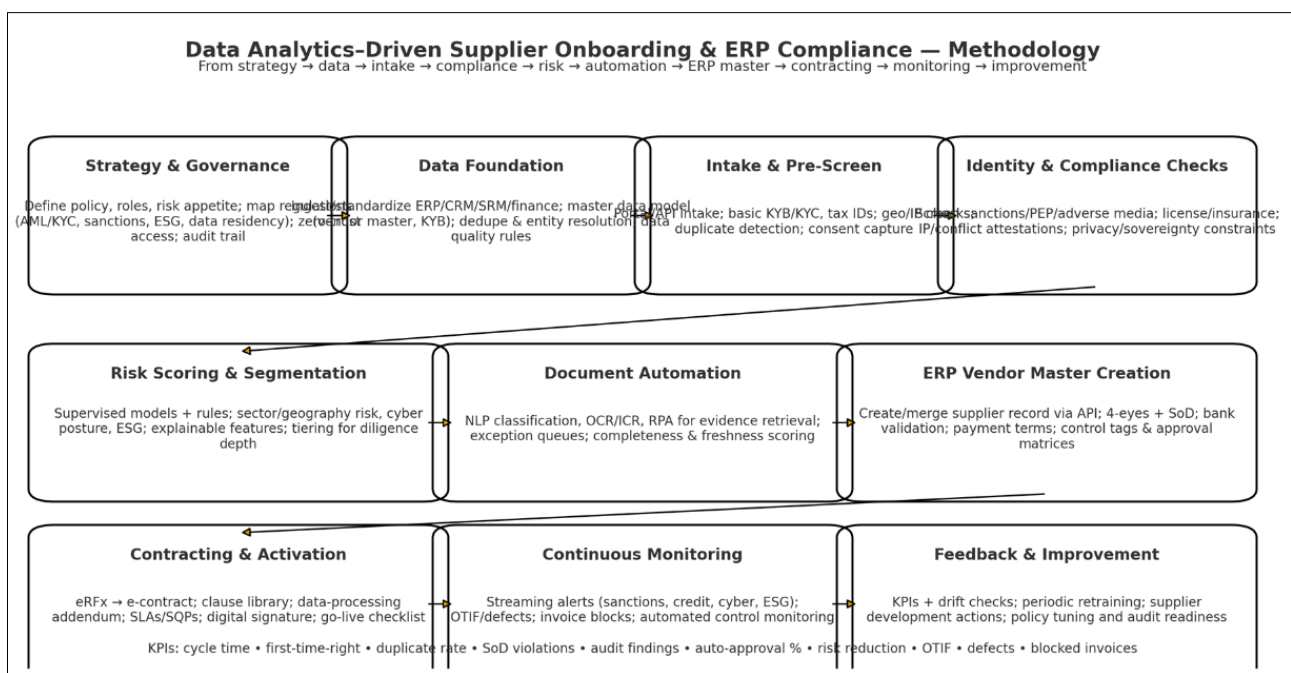 Data Analytics–Driven Supplier Onboarding & ERP Compliance — Methodology
From strategy → data → intake → compliance → risk → automation → ERP master → contracting → monitoring → improvement
Strategy & Governance
Define policy, roles, risk appetite; map
(AML/KYC, sanctions, ESG, data residency);
access; audit trail
Data Foundation
standardize ERP/CRM/SRM/finance; master data model
master, KYB); dedupe & entity resolution; data
quality rules
Intake & Pre-Screen
intake; basic KYB/KYC, tax IDs;
duplicate detection; consent capture
Identity & Compliance Checks
sanctions/PEP/adverse media; license/insurance;
IP/conflict attestations; privacy/sovereignty constraints
Risk Scoring & Segmentation
Supervised models + rules; sector/geography risk, cyber
posture, ESG; explainable features; tiering for diligence
depth
Document Automation
NLP classification, OCR/ICR, RPA for evidence retrieval;
exception queues; completeness & freshness scoring
ERP Vendor Master Creation
Create/merge supplier record via API; 4-eyes + SoD; bank
validation; payment terms; control tags & approval
matrices
Contracting & Activation
eRFx → e-contract; clause library; data-processing
addendum; SLAs/SQPs; digital signature; go-live checklist
Continuous Monitoring
Streaming alerts (sanctions, credit, cyber, ESG);
OTIF/defects; invoice blocks; automated control monitoring
Feedback & Improvement
KPIs + drift checks; periodic retraining; supplier
development actions; policy tuning and audit readiness
KPIs: cycle time • first-time-right • duplicate rate • SoD violations • audit findings • auto-approval % • risk reduction • OTIF • defects • blocked invoices